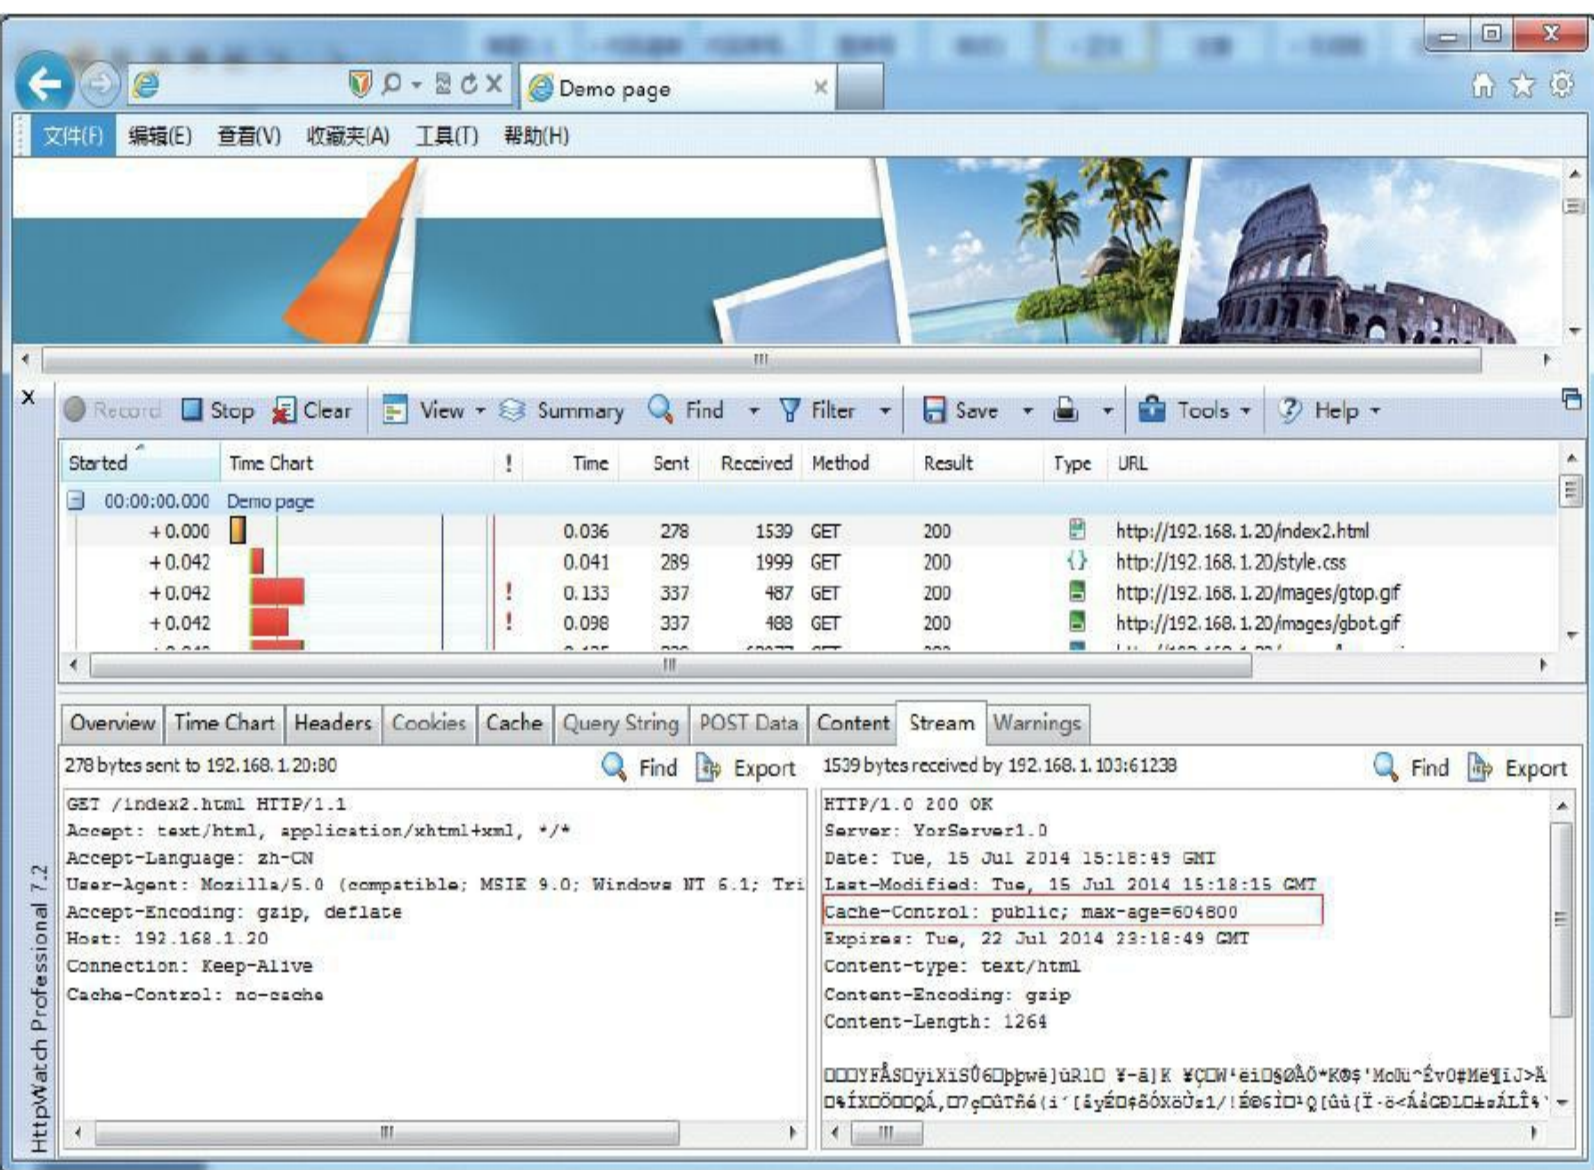 Demo page
文件(F) 编辑(E) 查看(V) 收藏夹(A) 工具(T) 帮助(H)
X
Record Stop Clear View Summary Find Filter Save Tools Help
Started Time Chart ! Time Sent Received Method Result Type URL
00:00:00.000 Demo page
+ 0.000 0.036 278 1539 GET 200 http://192.168.1.20/index2.html
+ 0.042 0.041 289 1999 GET 200 http://192.168.1.20/style.css
+ 0.042 ! 0.133 337 487 GET 200 http://192.168.1.20/images/gtop.gif
+ 0.042 ! 0.098 337 488 GET 200 http://192.168.1.20/images/gbot.gif
Overview Time Chart Headers Cookies Cache Query String POST Data Content Stream Warnings
278 bytes sent to 192.168.1.20:80 Find Export
GET /index2.html HTTP/1.1
Accept: text/html, application/xhtml+xml, */*
Accept-Language: zh-CN
User-Agent: Mozilla/5.0 (compatible; MSIE 9.0; Windows NT 6.1; Tri
Accept-Encoding: gzip, deflate
Host: 192.168.1.20
Connection: Keep-Alive
Cache-Control: no-cache
1539 bytes received by 192.168.1.103:61238 Find Export
HTTP/1.0 200 OK
Server: YorServer1.0
Date: Tue, 15 Jul 2014 15:18:49 GMT
Last-Modified: Tue, 15 Jul 2014 15:18:15 GMT
Cache-Control: public; max-age=604800
Expires: Tue, 22 Jul 2014 23:18:49 GMT
Content-type: text/html
Content-Encoding: gzip
Content-Length: 1264
HttpWatch Professional 7.2